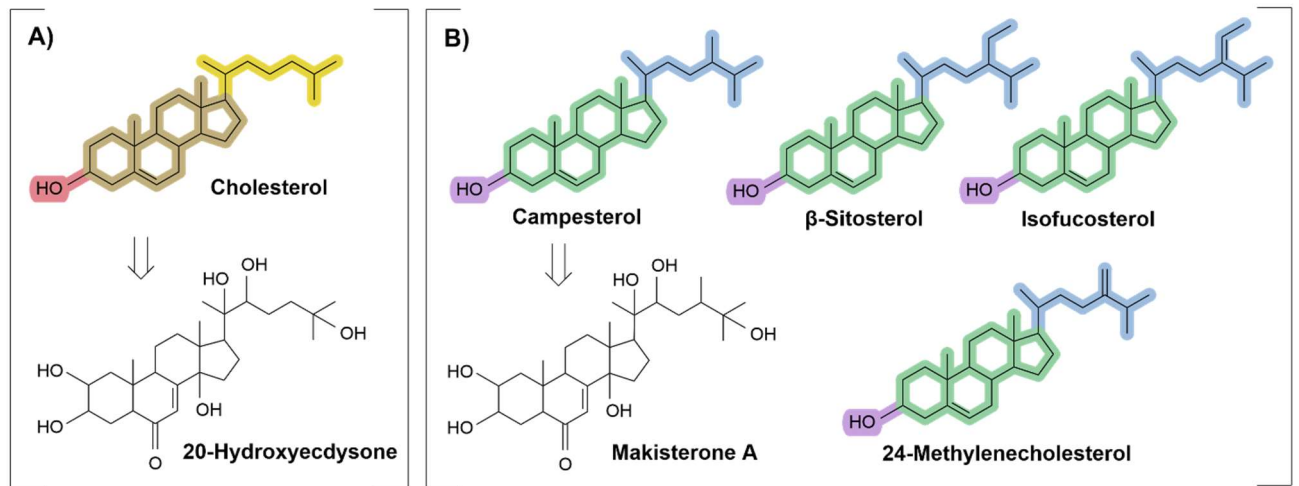 A)
HO
Cholesterol
OH
HO
OH
HO
HO
OH
O
20-Hydroxyecdysone
B)
HO
Campesterol
HO
β-Sitosterol
HO
Isofucosterol
OH
HO
OH
HO
HO
OH
O
Makisterone A
HO
24-Methylenecholesterol